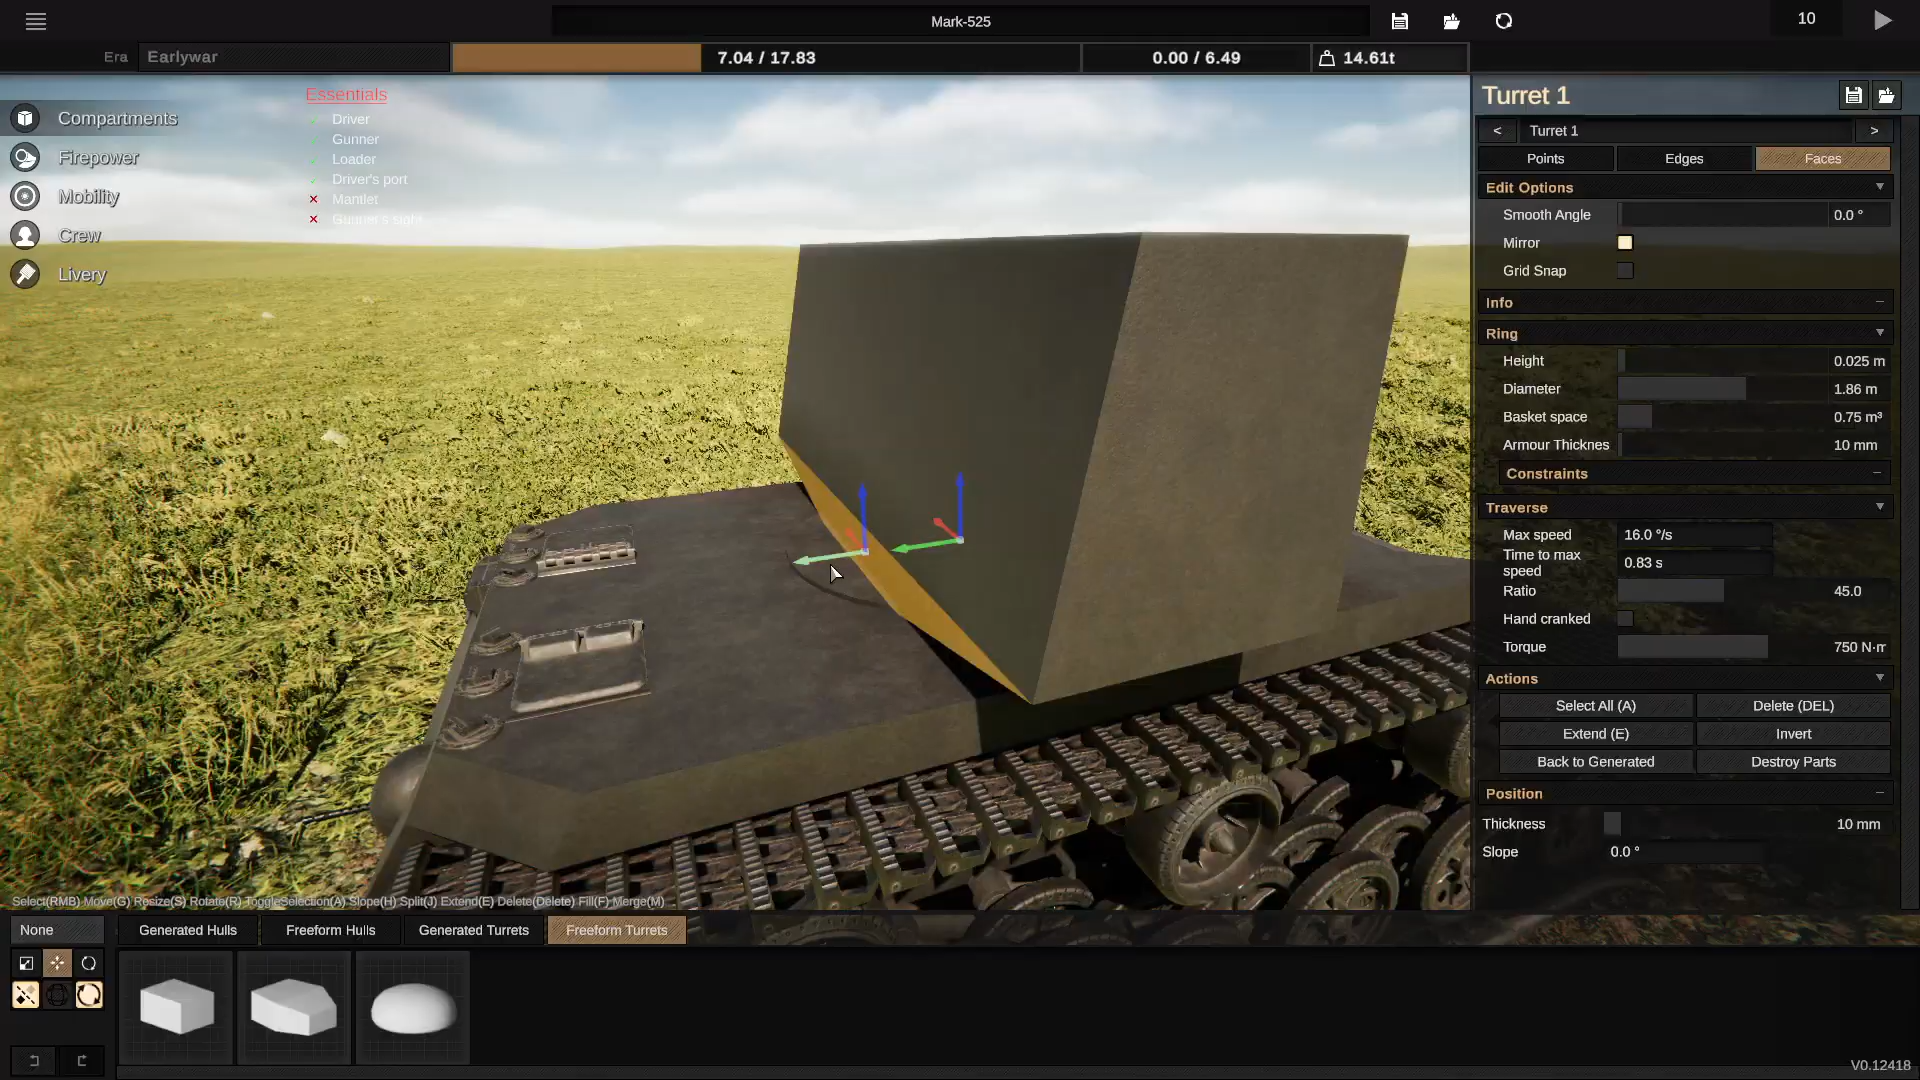 Mark-525
10
Era
Earlywar
7.04 / 17.83
0.00 / 6.49
14.61t
Compartments
Firepower
Mobility
Crew
Livery
Essentials
Driver
Gunner
Loader
Driver's port
Mantlet
Gunner's sight
Turret 1
<
Turret 1
>
Points
Edges
Faces
Edit Options
Smooth Angle
0.0 °
Mirror
Grid Snap
Info
Ring
Height
0.025 m
Diameter
1.86 m
Basket space
0.75 m³
Armour Thicknes
10 mm
Constraints
Traverse
Max speed
16.0 °/s
Time to max speed
0.83 s
Ratio
45.0
Hand cranked
Torque
750 N·m
Actions
Select All (A)
Delete (DEL)
Extend (E)
Invert
Back to Generated
Destroy Parts
Position
Thickness
10 mm
Slope
0.0 °
Select(RMB) Move(G) Resize(S) Rotate(R) ToggleSelection(A) Slope(H) Split(J) Extend(E) Delete(Delete) Fill(F) Merge(M)
None
Generated Hulls
Freeform Hulls
Generated Turrets
Freeform Turrets
V0.12418